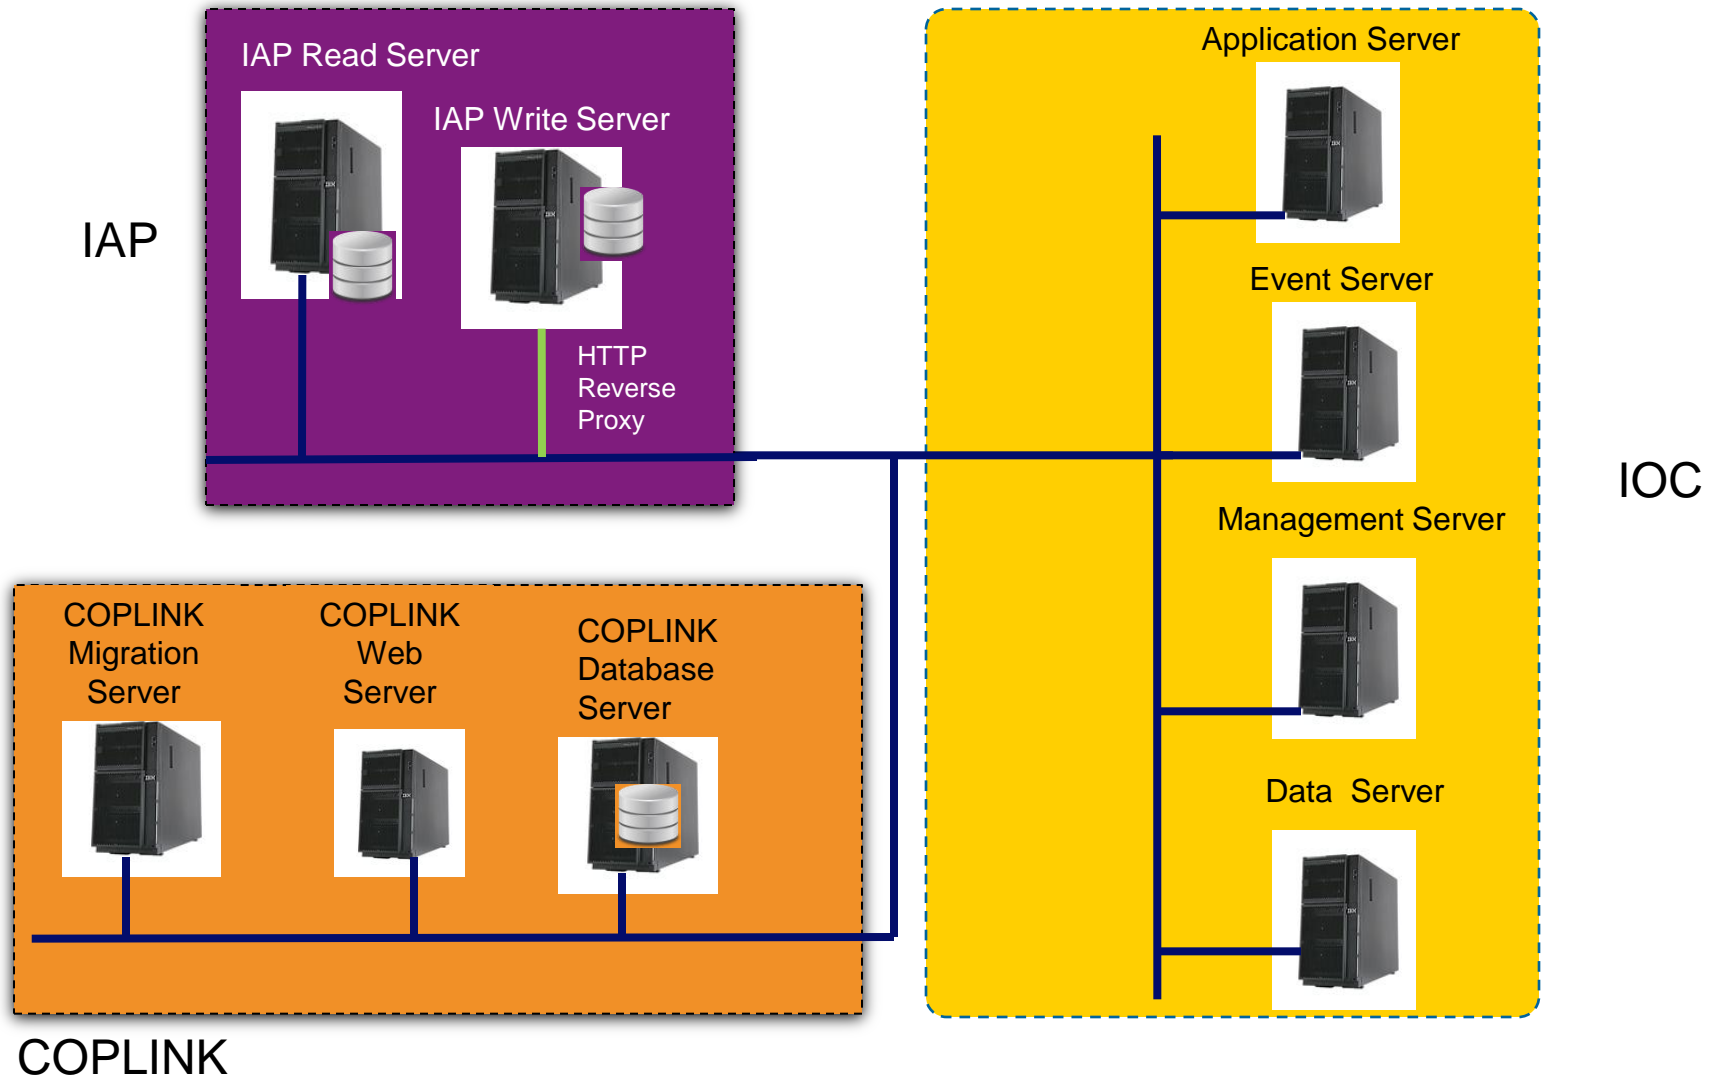 IAP Read Server
IAP Write Server
IAP
HTTP
Reverse
Proxy
Application Server
Event Server
Management Server
Data Server
IOC
COPLINK
Migration
Server
COPLINK
Web
Server
COPLINK
Database
Server
COPLINK